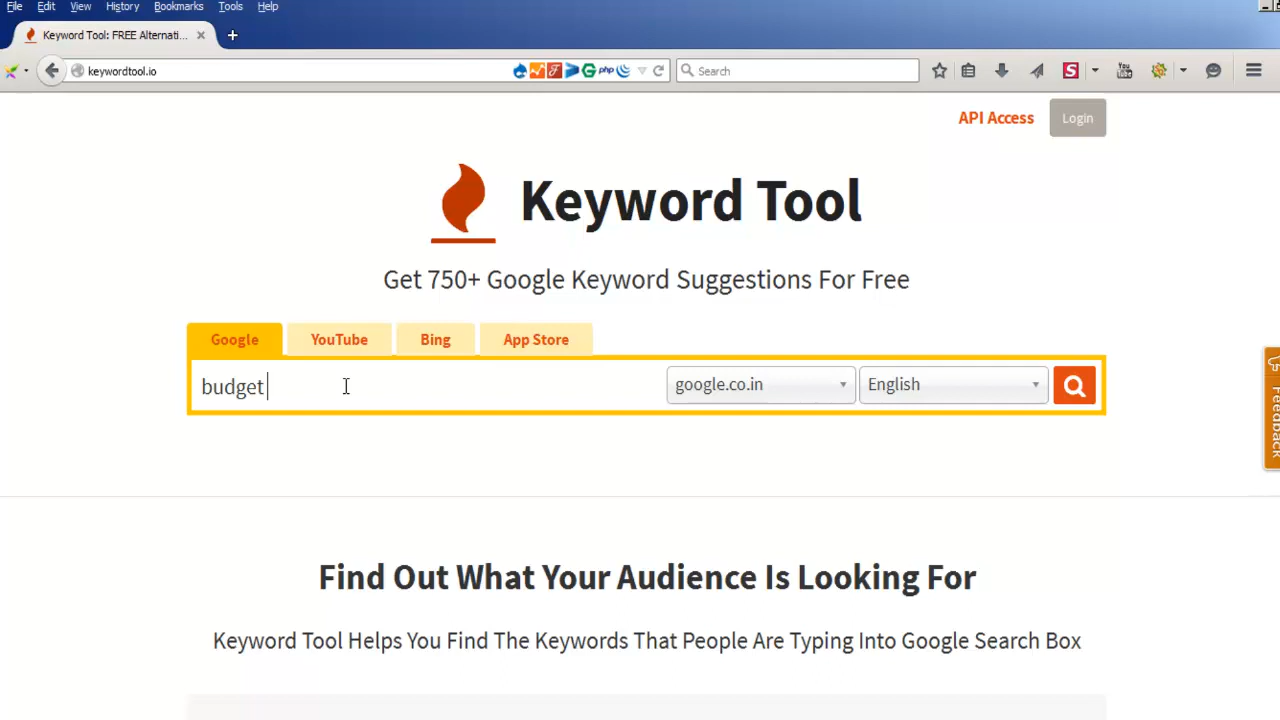 File Edit View History Bookmarks Tools Help
Keyword Tool: FREE Alternati...
keywordtool.io
php
Search
S
You
API Access Login
Keyword Tool
Get 750+ Google Keyword Suggestions For Free
Google YouTube Bing App Store
budget
google.co.in English
Feedback
Find Out What Your Audience Is Looking For
Keyword Tool Helps You Find The Keywords That People Are Typing Into Google Search Box